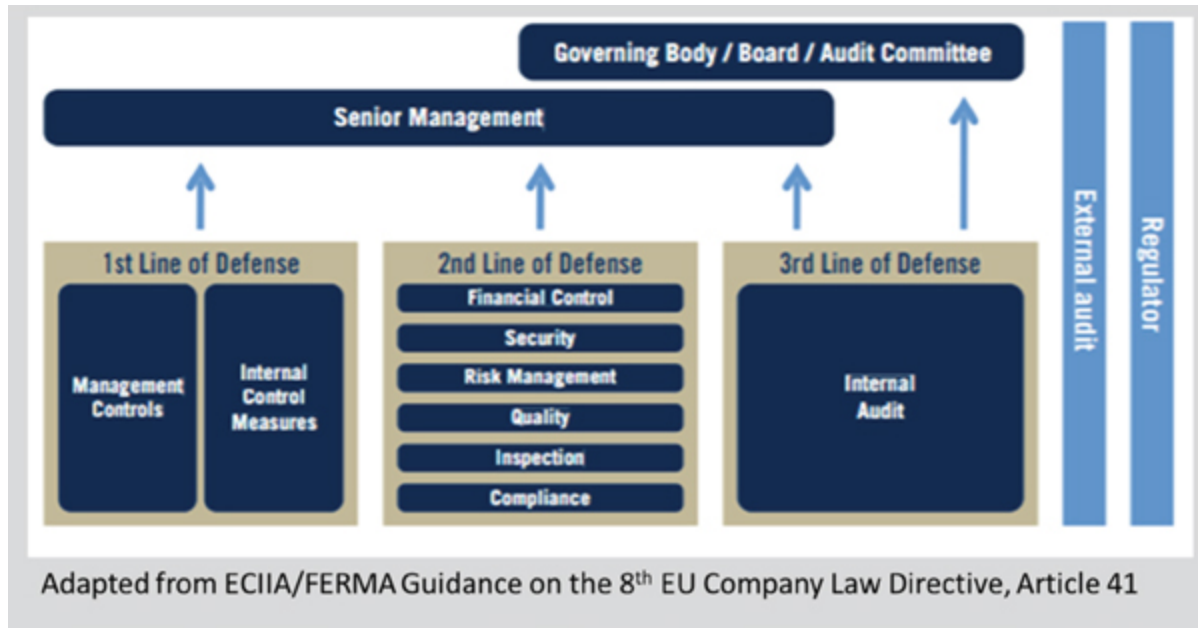 Governing Body / Board / Audit Committee
Senior Management
1st Line of Defense
Management
Controls
Internal
Control
Measures
2nd Line of Defense
Financial Control
Security
Risk Management
Quality
Inspection
Compliance
3rd Line of Defense
Internal
Audit
External audit
Regulator
Adapted from ECIIA/FERMA Guidance on the 8th EU Company Law Directive, Article 41